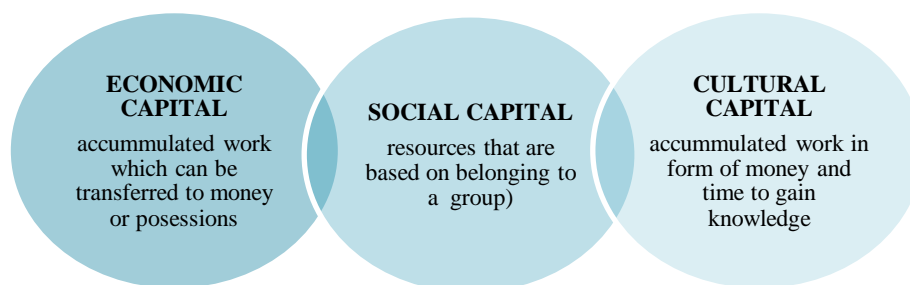 ECONOMIC
CAPITAL
accummulated work
which can be
transferred to money
or posessions
SOCIAL CAPITAL
resources that are
based on belonging to
a group)
CULTURAL
CAPITAL
accumulated work in
form of money and
time to gain
knowledge